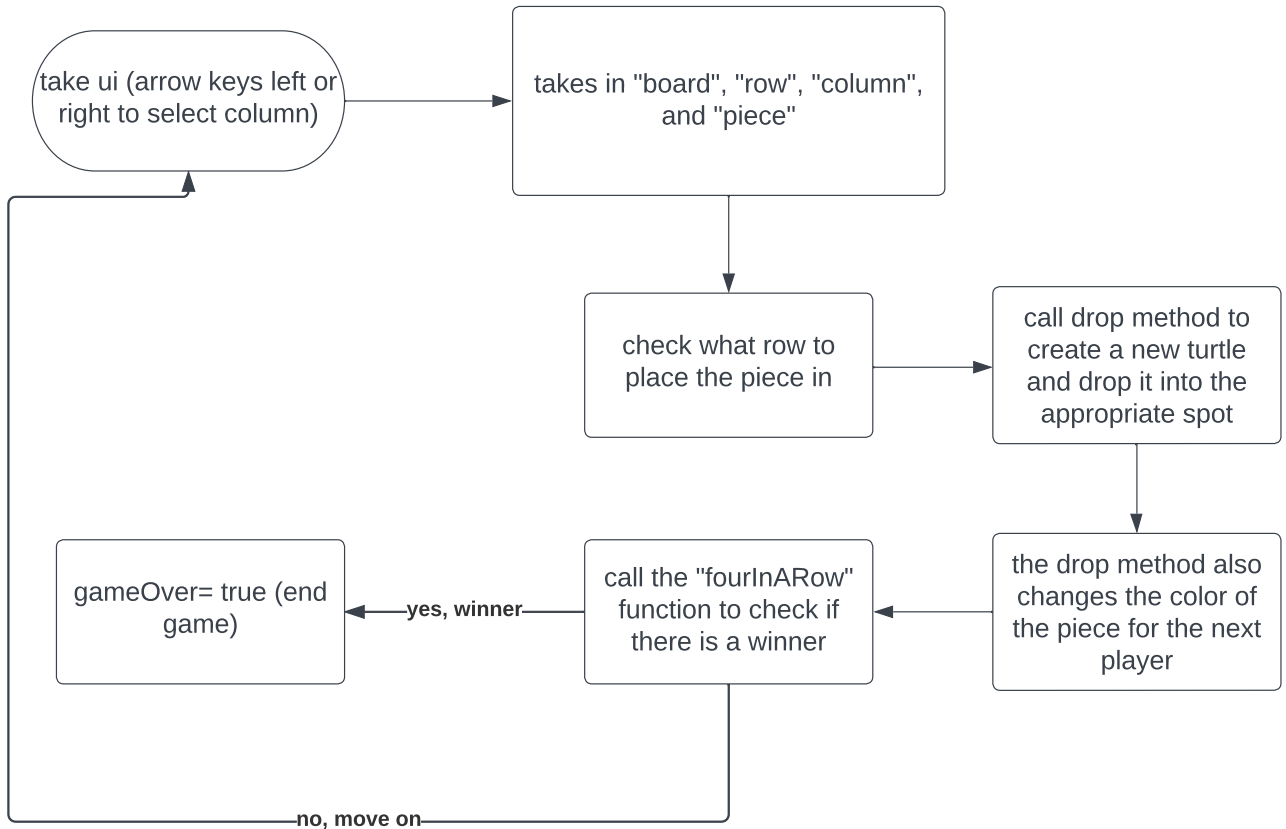 take ui (arrow keys left or
right to select column)
takes in "board", "row", "column",
and "piece"
check what row to
place the piece in
call drop method to
create a new turtle
and drop it into the
appropriate spot
the drop method also
changes the color of
the piece for the next
player
call the "fourInARow"
function to check if
there is a winner
yes, winner
gameOver= true (end
game)
no, move on